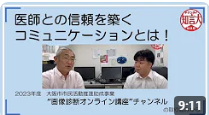 医師との信頼を築く
コミュニケーションとは！
知言大
2023年度 大阪市市民活動推進助成事業
“画像診断オンライン講座”チャンネル
9:11